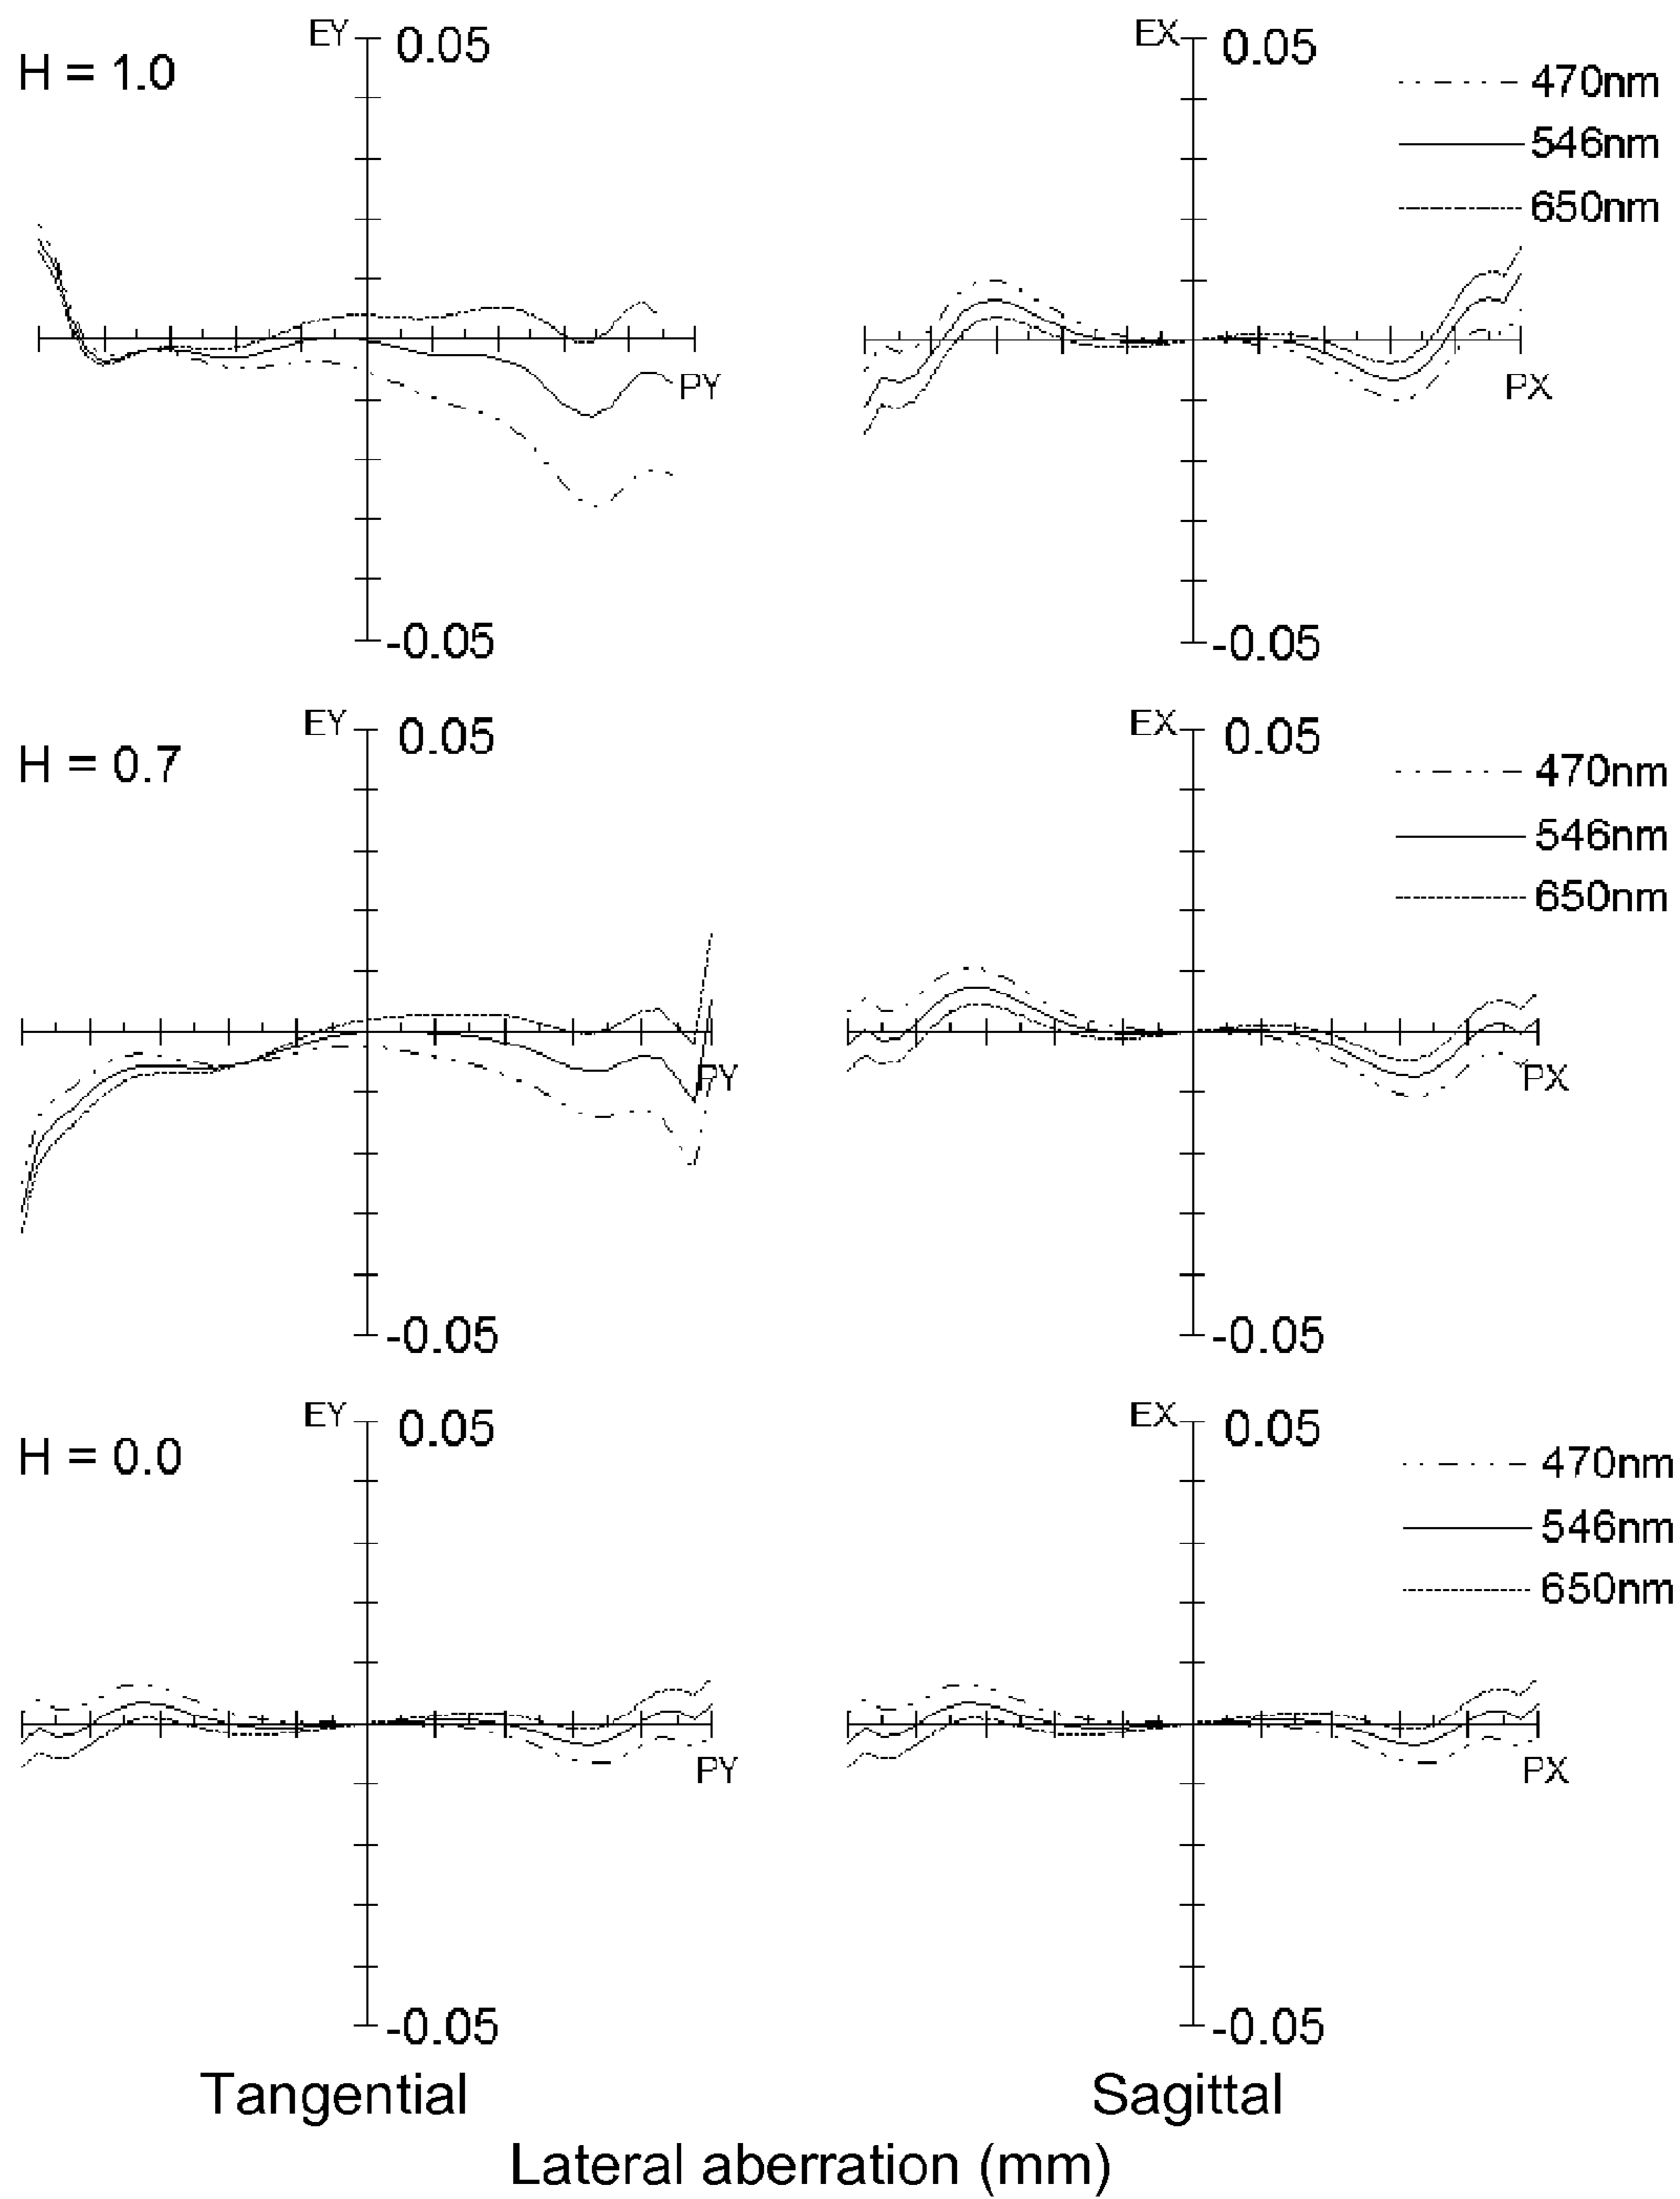 EY 0.05 EX 0.05
H = 1.0
470nm
546nm
650nm
PY PX
-0.05 -0.05
EY 0.05 EX 0.05
H = 0.7
470nm
546nm
650nm
PY PX
-0.05 -0.05
EY 0.05 EX 0.05
H = 0.0
470nm
546nm
650nm
PY PX
-0.05 -0.05
Tangential Sagittal
Lateral aberration (mm)